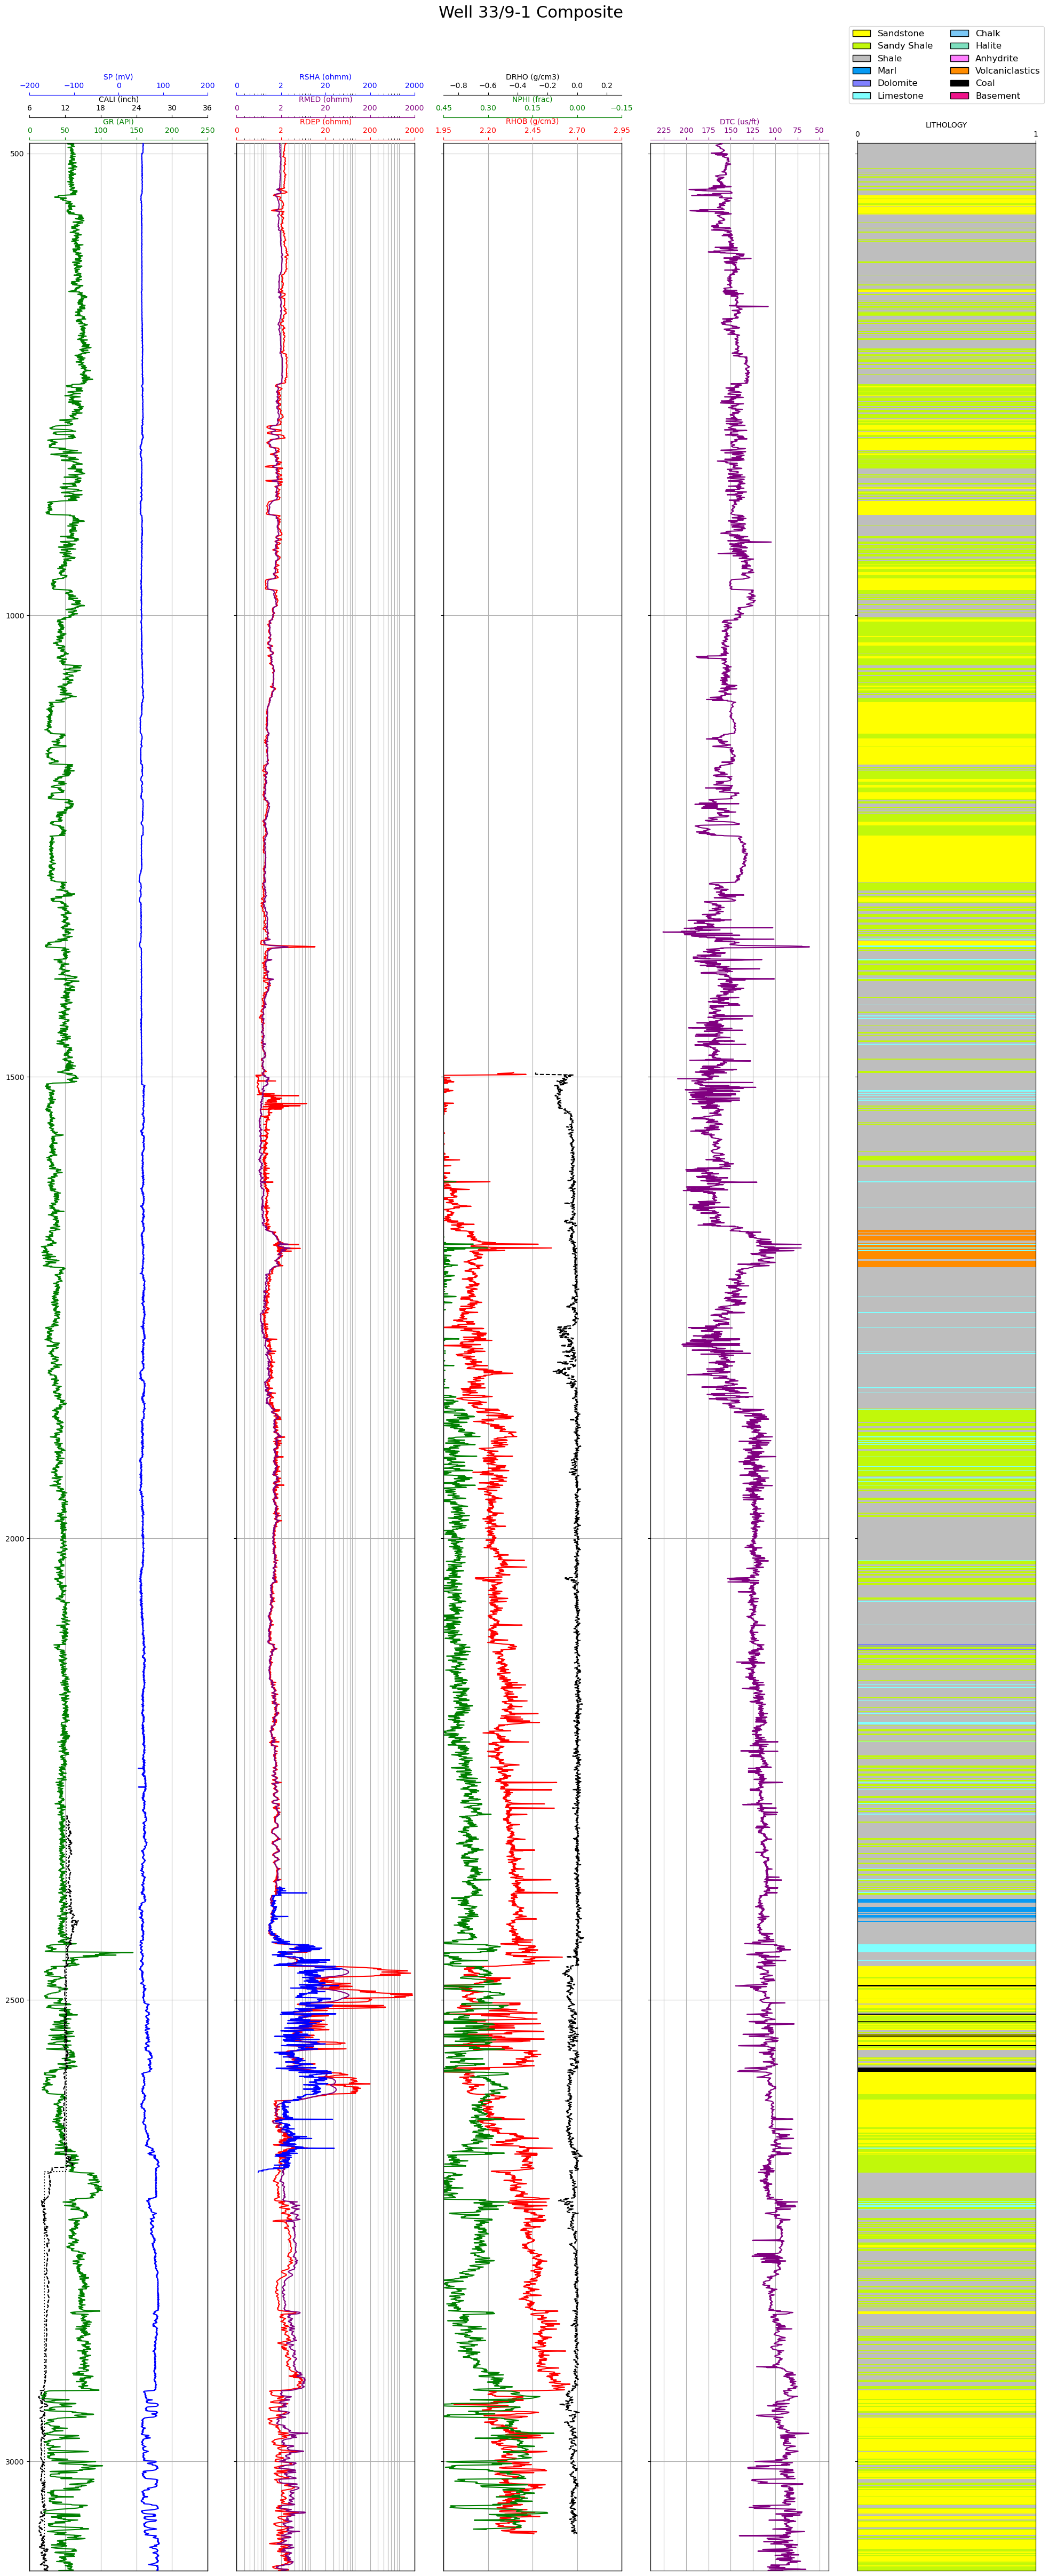 Well 33/9-1 Composite
Sandstone Chalk
Sandy Shale Halite
Shale Anhydrite
Marl Volcaniclastics
Dolomite Coal
Limestone Basement
SP (mV) RSHA (ohmm) DRHO (g/cm3)
-200 -100 0 100 200 0 2 20 200 2000 -0.8 -0.6 -0.4 -0.2 0.0 0.2
CALI (inch) RMED (ohmm) NPHI (frac)
6 12 18 24 30 36 0 2 20 200 2000 0.45 0.30 0.15 0.00 -0.15
GR (API) RDEP (ohmm) RHOB (g/cm3) DTC (us/ft) LITHOLOGY
0 50 100 150 200 250 0 2 20 200 2000 1.95 2.20 2.45 2.70 2.95 225 200 175 150 125 100 75 50 0 1
500
1000
1500
2000
2500
3000